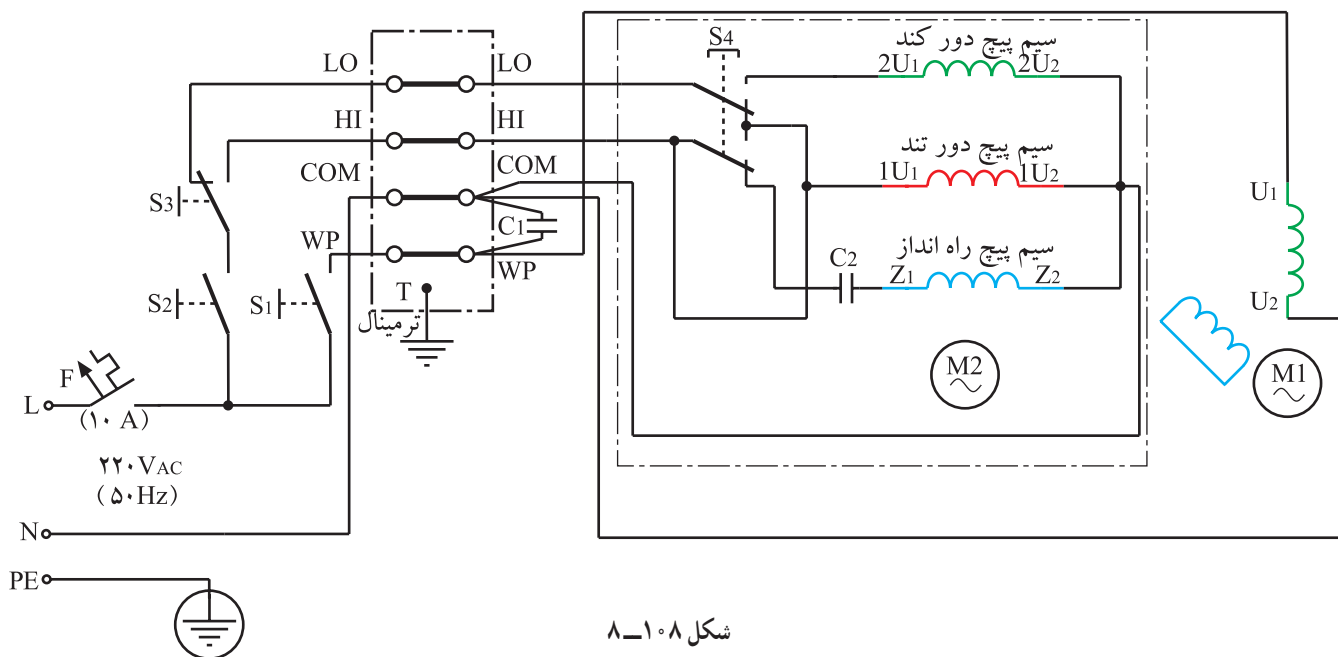 S4
سیم پیچ دور کند
2U1 2U2
LO LO
HI HI
سیم پیچ دور تند
COM COM
1U1 1U2
U1
S3
C1
WP WP
سیم پیچ راه انداز
C2
Z1 Z2
U2
S2 S1
T
ترمینال
F
M2
M1
L
(۱۰ A)
۲۲۰VAC
(۵۰Hz)
N
PE
شکل ۱۰۸ــ۸